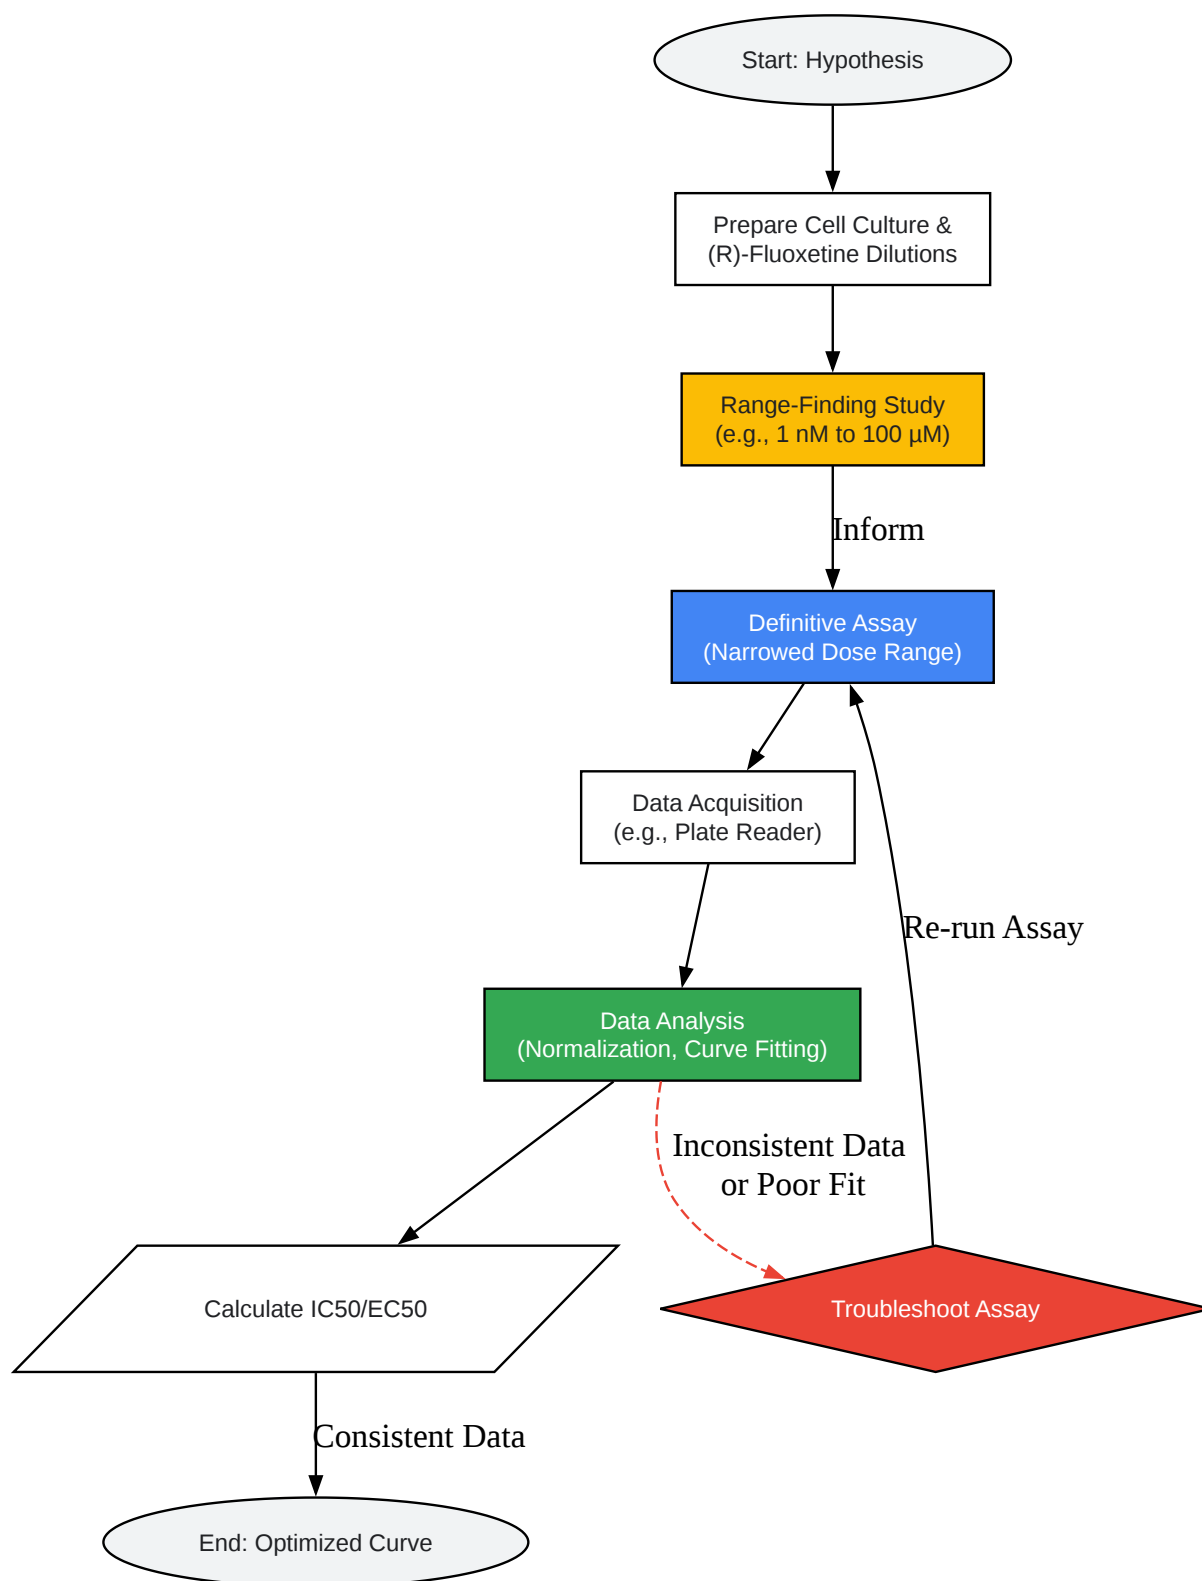 Start: Hypothesis
Prepare Cell Culture &
(R)-Fluoxetine Dilutions
Range-Finding Study
(e.g., 1 nM to 100 µM)
Inform
Definitive Assay
(Narrowed Dose Range)
Data Acquisition
(e.g., Plate Reader)
Re-run Assay
Data Analysis
(Normalization, Curve Fitting)
Inconsistent Data
or Poor Fit
Calculate IC50/EC50
Troubleshoot Assay
Consistent Data
End: Optimized Curve